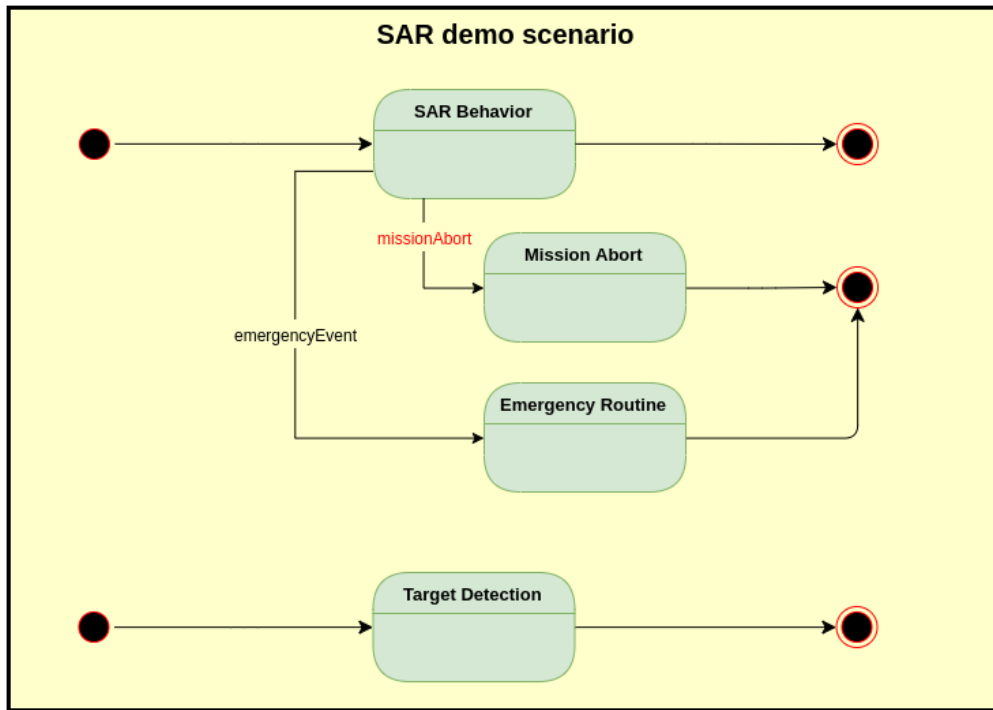 SAR demo scenario
SAR Behavior
missionAbort
Mission Abort
emergencyEvent
Emergency Routine
Target Detection